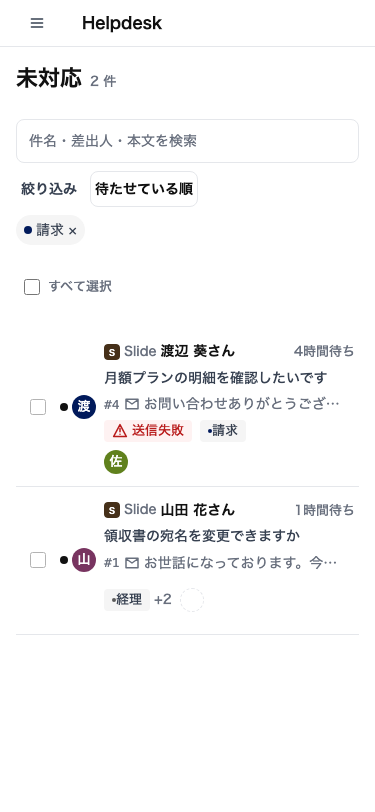 Helpdesk
未対応 2 件
件名・差出人・本文を検索
絞り込み 待たせている順
請求 ×
すべて選択
S Slide 渡辺 葵さん 4時間待ち
月額プランの明細を確認したいです
渡 #4 お問い合わせありがとうござ…
送信失敗 •請求
佐
S Slide 山田 花さん 1時間待ち
領収書の宛名を変更できますか
山 #1 お世話になっております。今…
•経理 +2